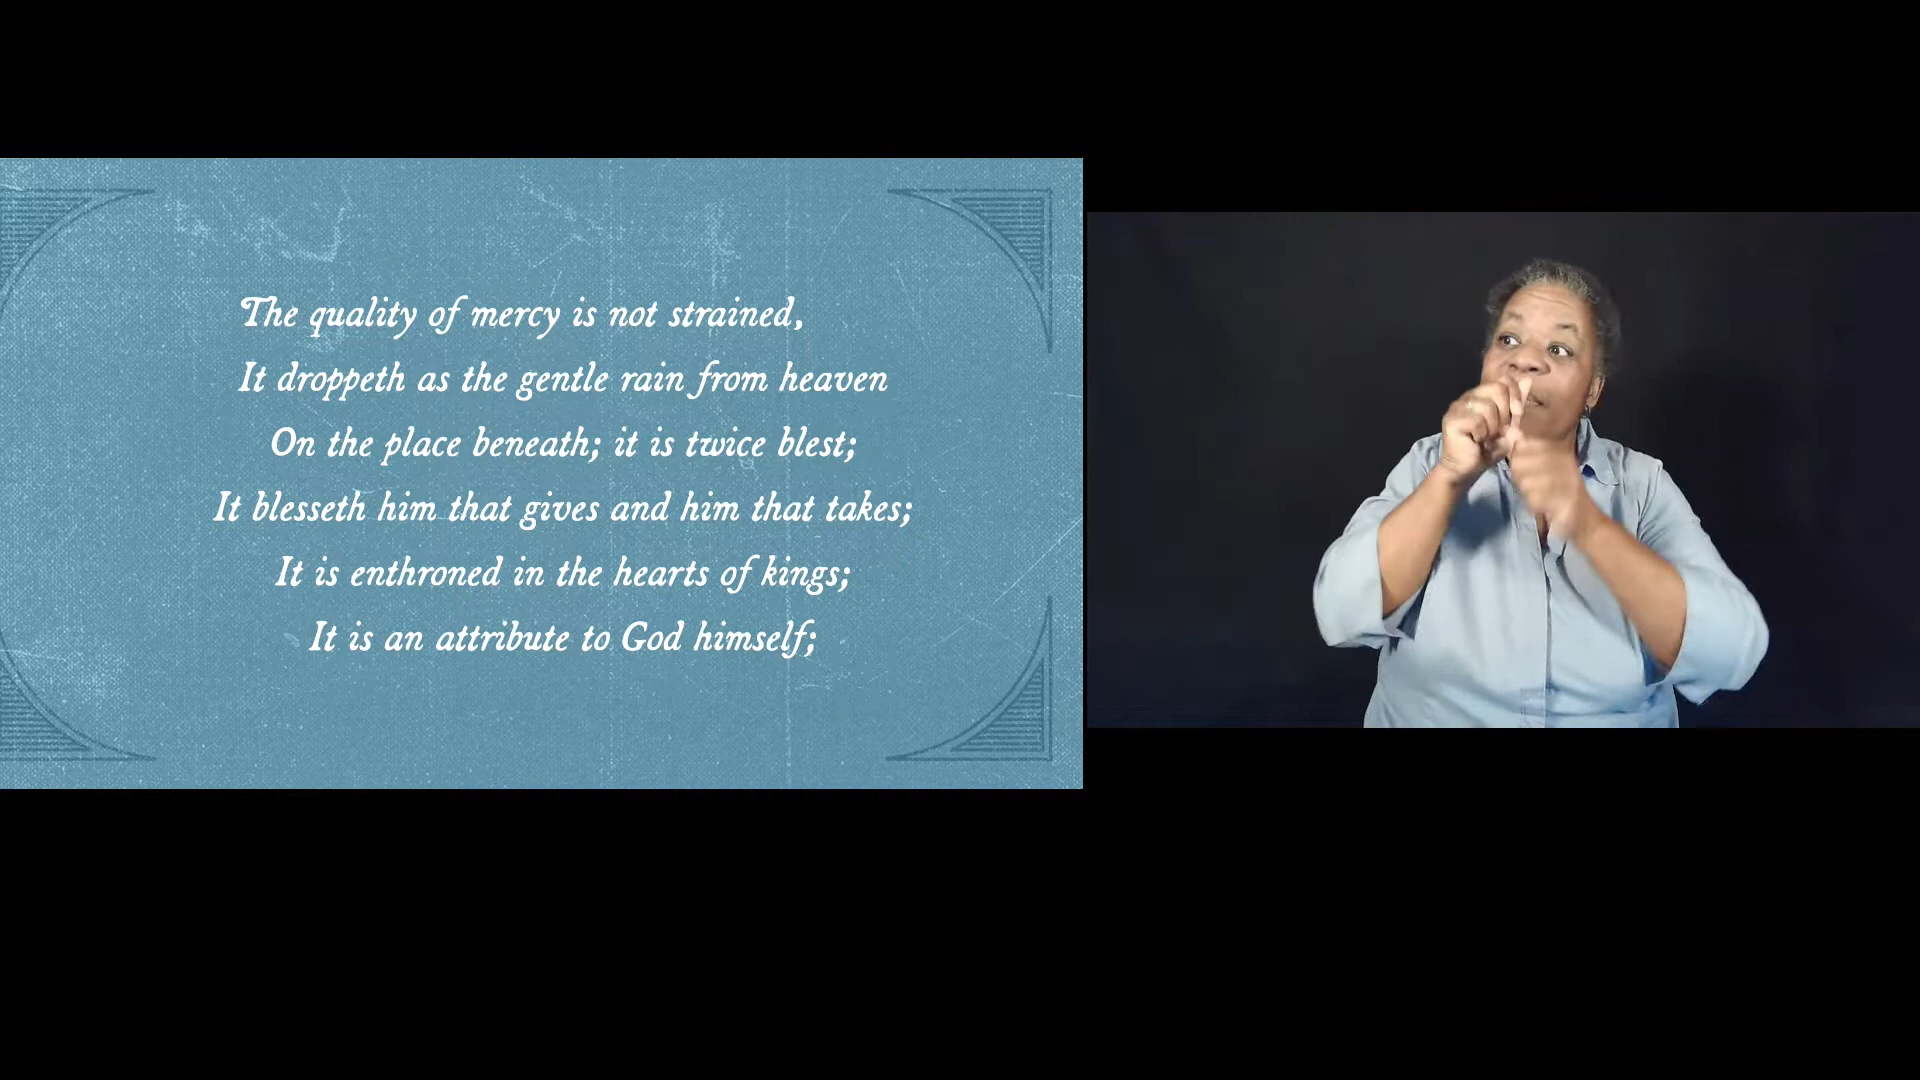 The quality of mercy is not strained,
It droppeth as the gentle rain from heaven
On the place beneath; it is twice blest;
It blesseth him that gives and him that takes;
It is enthroned in the hearts of kings;
It is an attribute to God himself;